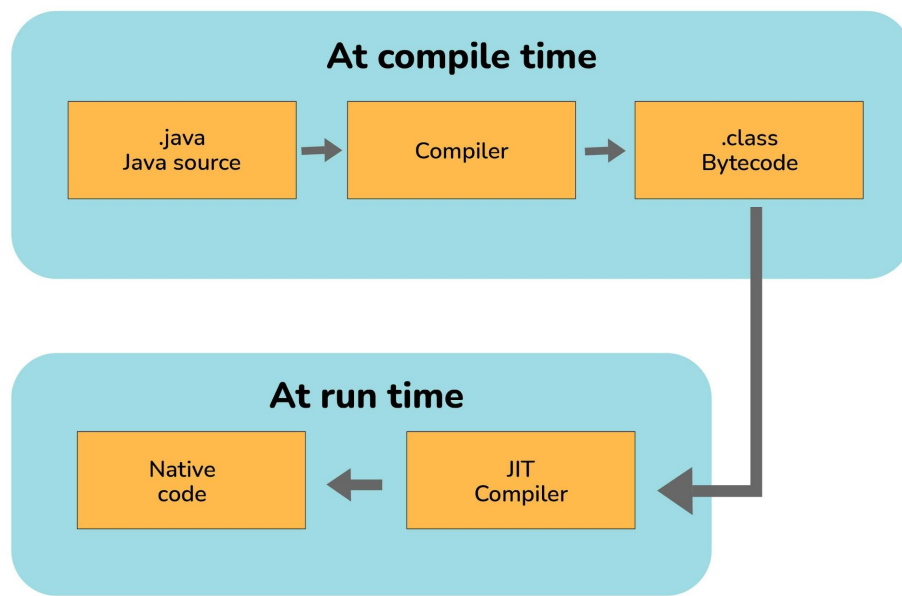 At compile time
.java
Java source
Compiler
.class
Bytecode
At run time
Native
code
JIT
Compiler